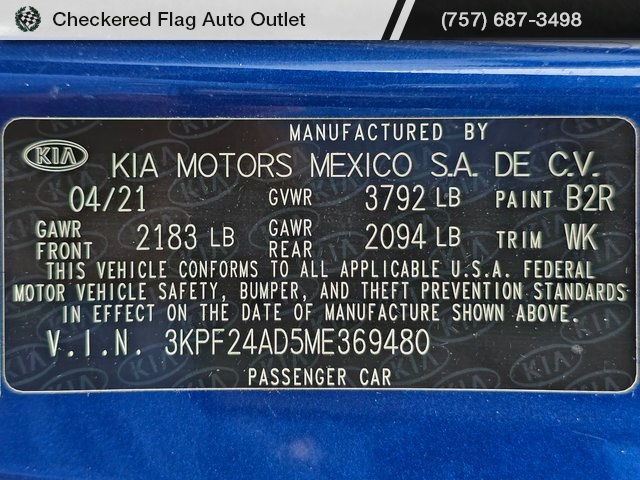 Checkered Flag Auto Outlet
(757) 687-3498
MANUFACTURED BY
KIA KIA MOTORS MEXICO S.A. DE C.V.
04/21 GVWR 3792 LB PAINT B2R
GAWR FRONT 2183 LB GAWR REAR 2094 LB TRIM WK
THIS VEHICLE CONFORMS TO ALL APPLICABLE U.S.A. FEDERAL
MOTOR VEHICLE SAFETY, BUMPER, AND THEFT PREVENTION STANDARDS
IN EFFECT ON THE DATE OF MANUFACTURE SHOWN ABOVE.
V.I.N. 3KPF24AD5ME369480
PASSENGER CAR